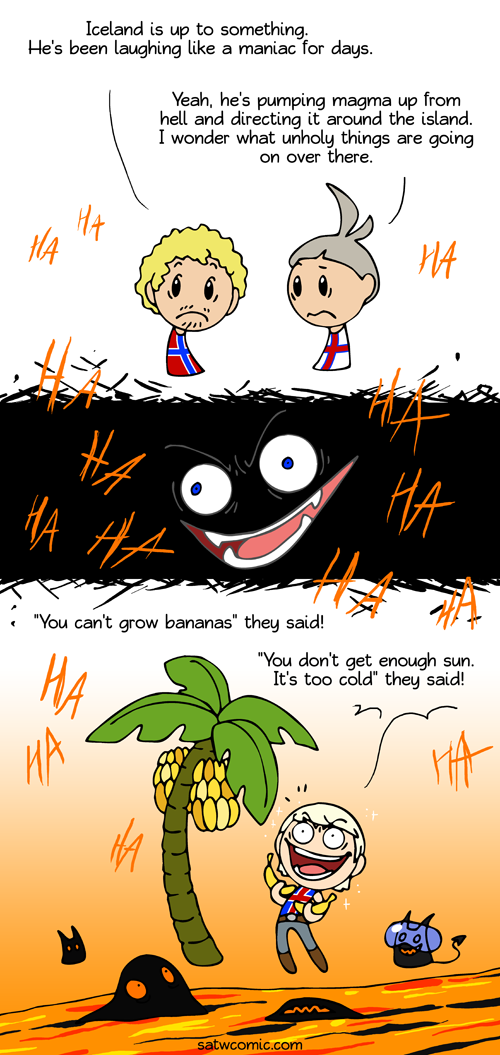 Iceland is up to something.
He's been laughing like a maniac for days.
Yeah, he's pumping magma up from
hell and directing it around the island.
I wonder what unholy things are going
on over there.
HA
HA
HA
HA
HA
HA
HA
HA
HA
HA
HA
"You can't grow bananas" they said!
"You don't get enough sun.
It's too cold" they said!
HA
HA
HA
HA
satwcomic.com